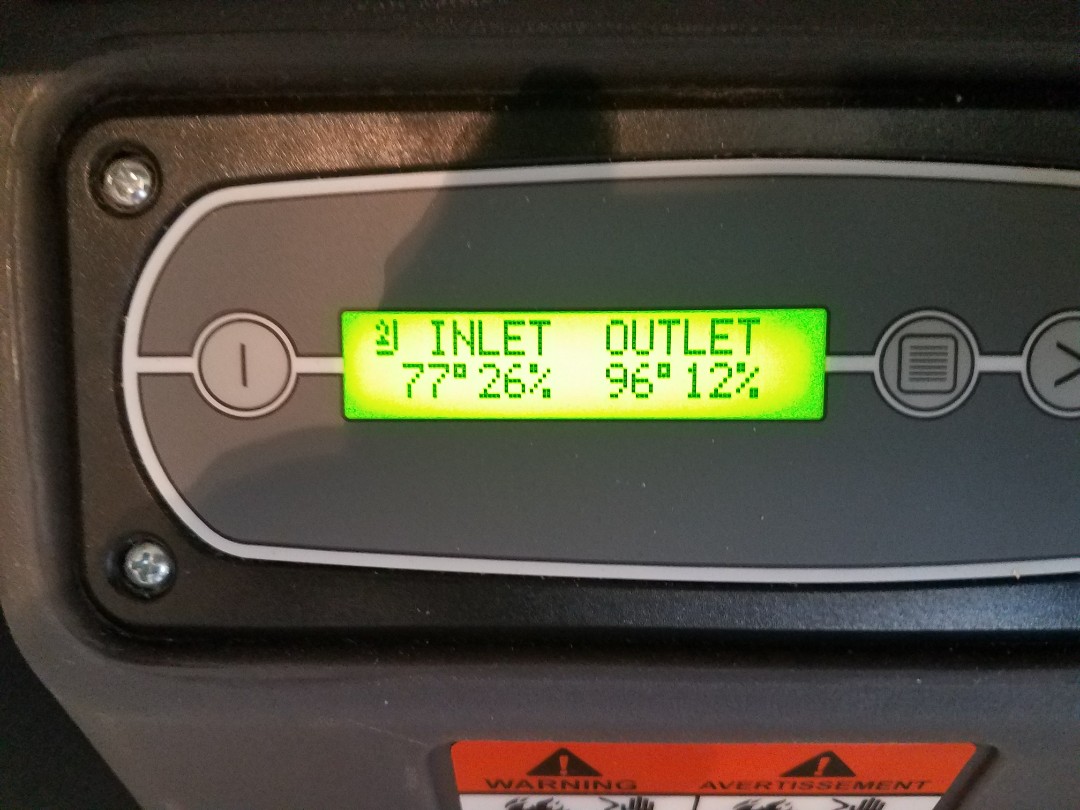 INLET OUTLET
77° 26% 96° 12%
WARNING AVERTISSEMENT